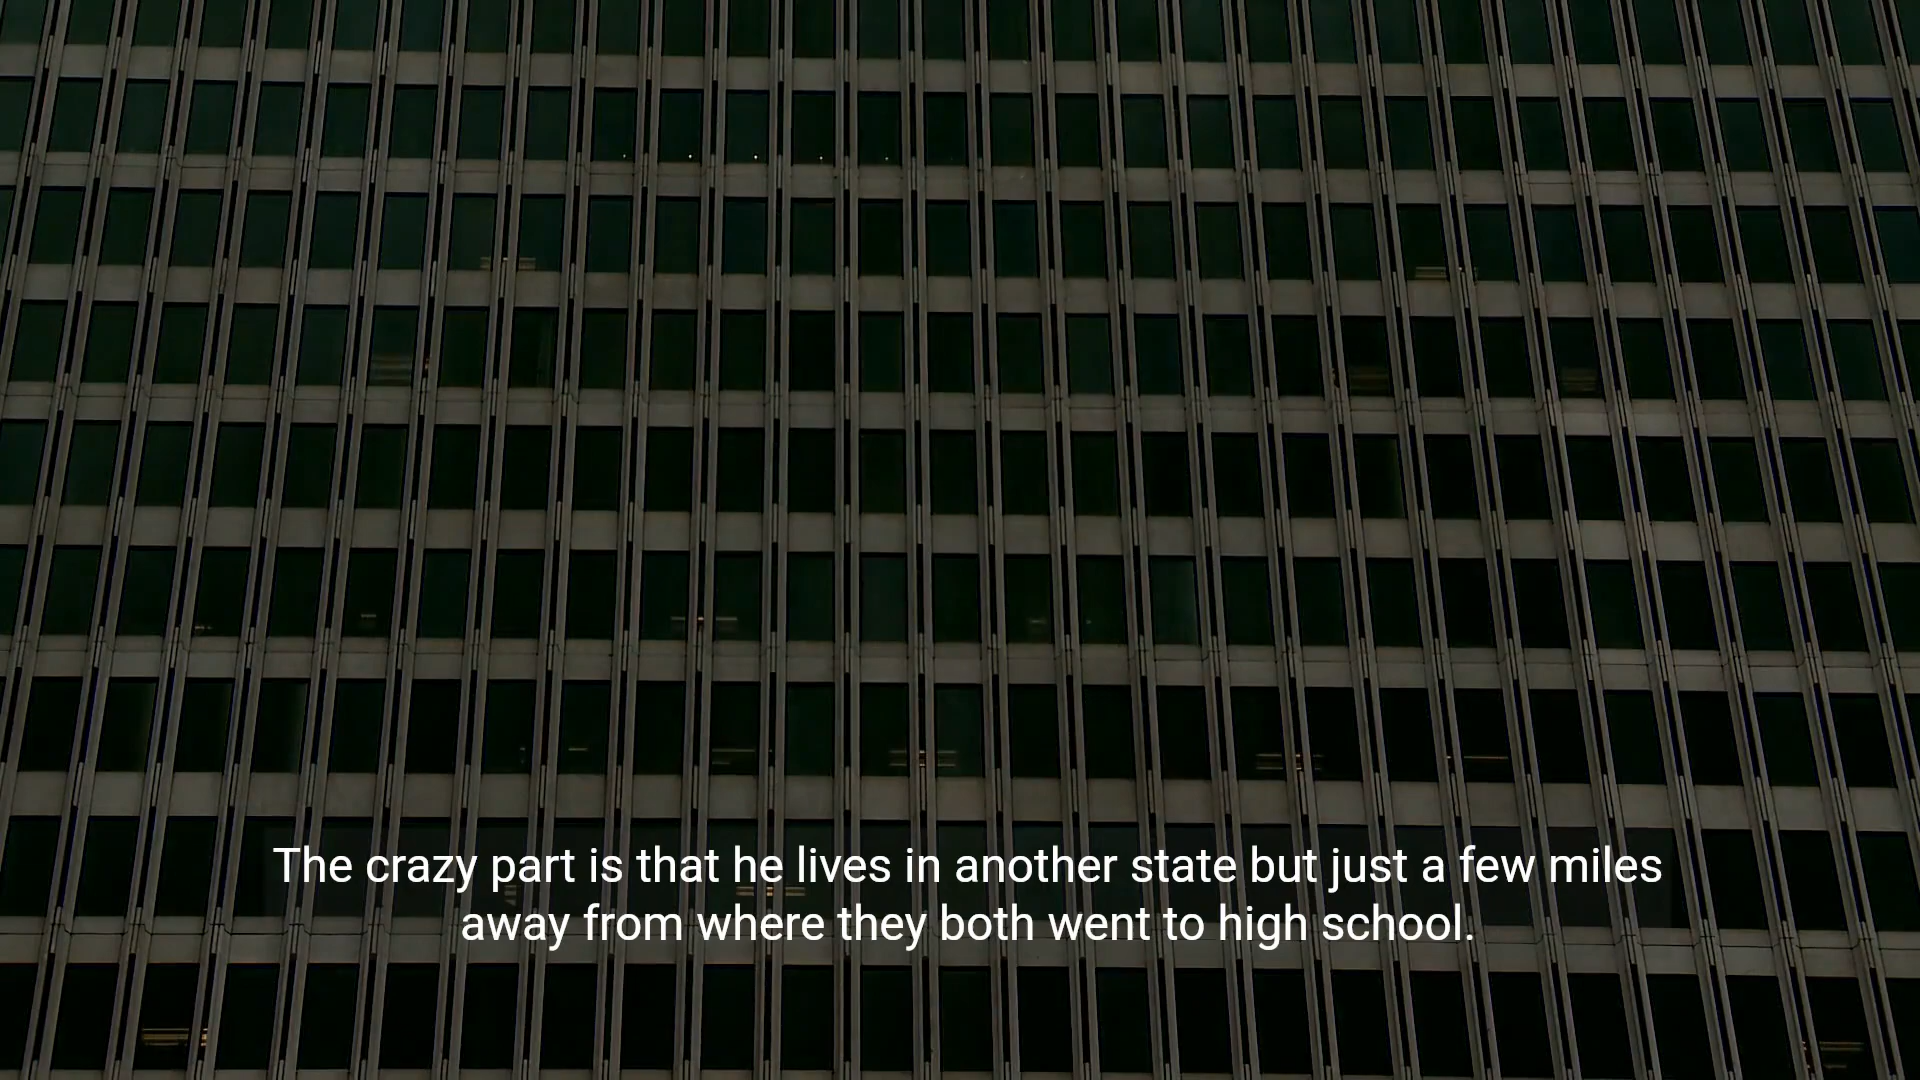 The crazy part is that he lives in another state but just a few miles
away from where they both went to high school.